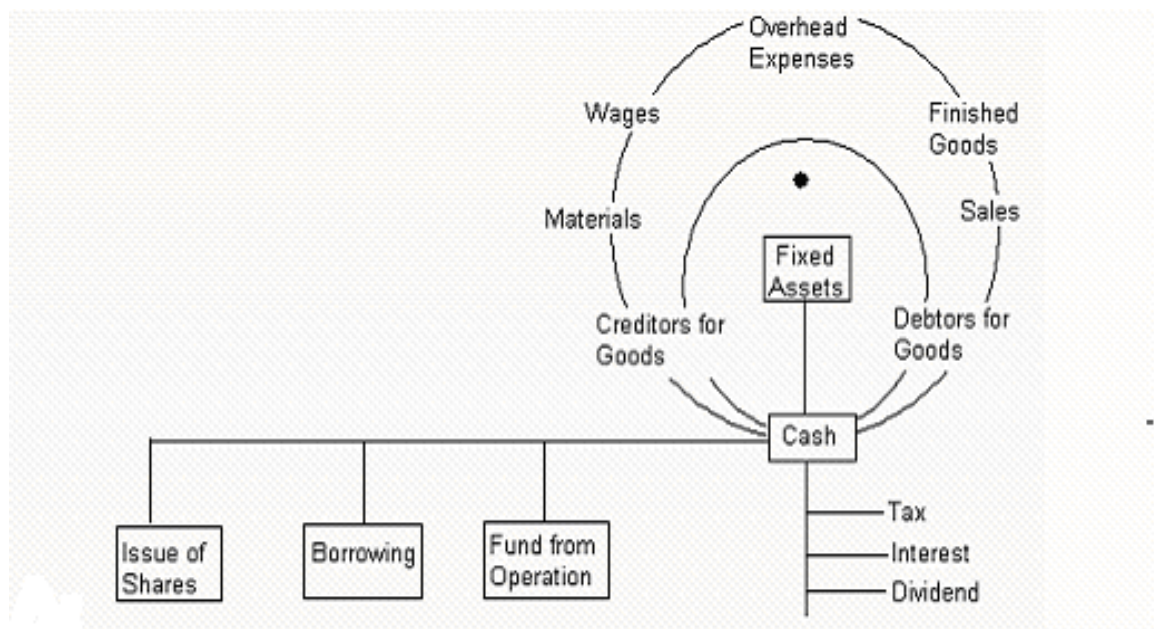 Overhead
Expenses
Wages
Finished
Goods
Materials
Sales
Fixed
Assets
Creditors for
Goods
Debtors for
Goods
Cash
Issue of
Shares
Borrowing
Fund from
Operation
Tax
Interest
Dividend